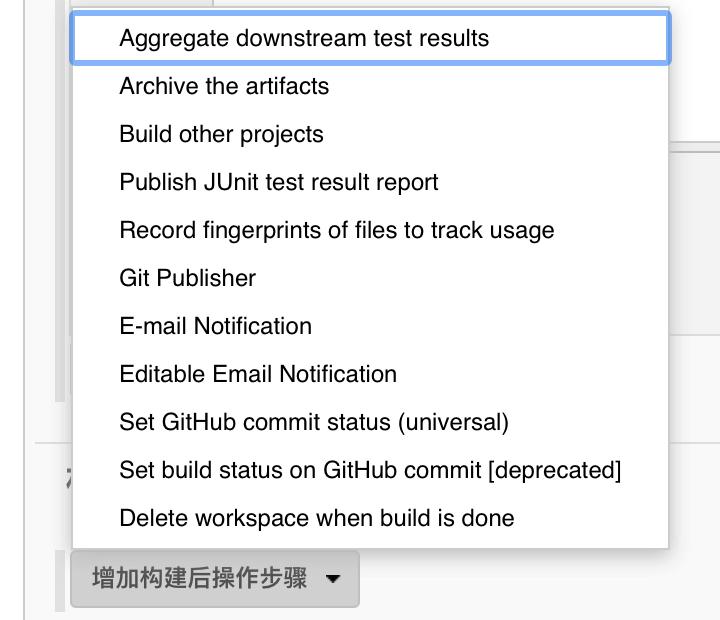 Aggregate downstream test results
Archive the artifacts
Build other projects
Publish JUnit test result report
Record fingerprints of files to track usage
Git Publisher
E-mail Notification
Editable Email Notification
Set GitHub commit status (universal)
Set build status on GitHub commit [deprecated]
Delete workspace when build is done
增加构建后操作步骤